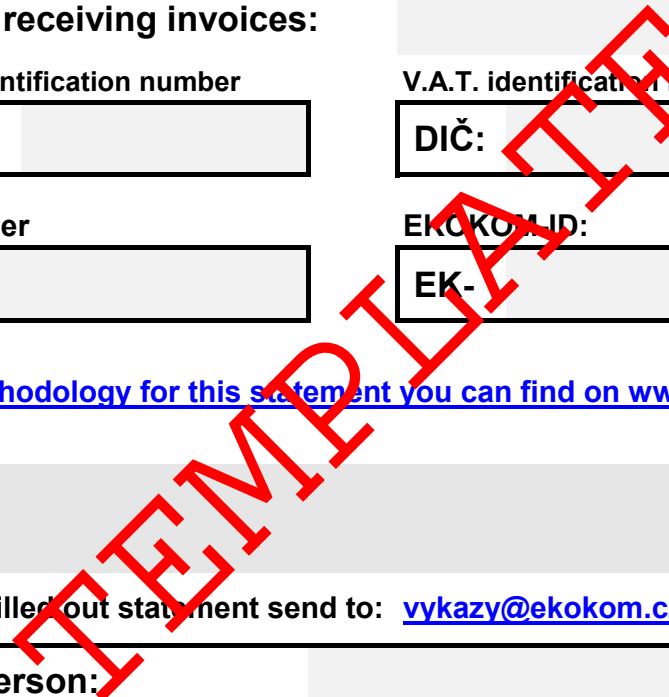 receiving invoices:
ntification number V.A.T. identification
DIČ:
er EKOKOM-ID:
EK-
hodology for this statement you can find on ww
illed out statement send to: vykazy@ekokom.c
erson:
TEMPLATE